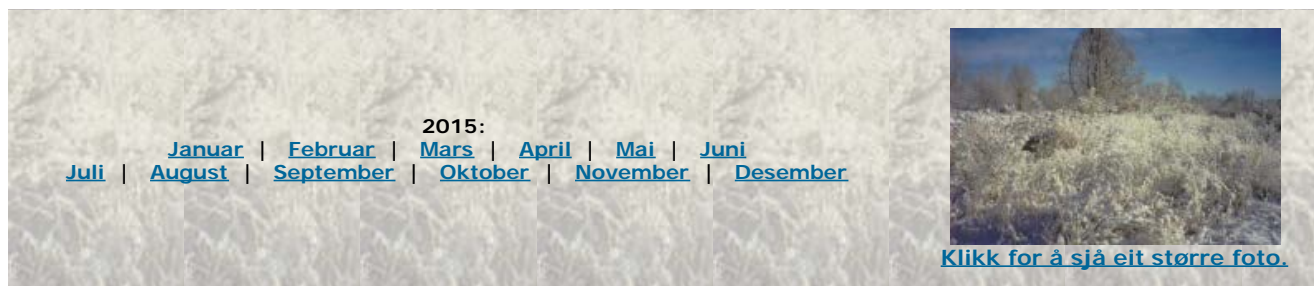 2015:
Januar | Februar | Mars | April | Mai | Juni
Juli | August | September | Oktober | November | Desember
Klikk for å sjå eit større foto.